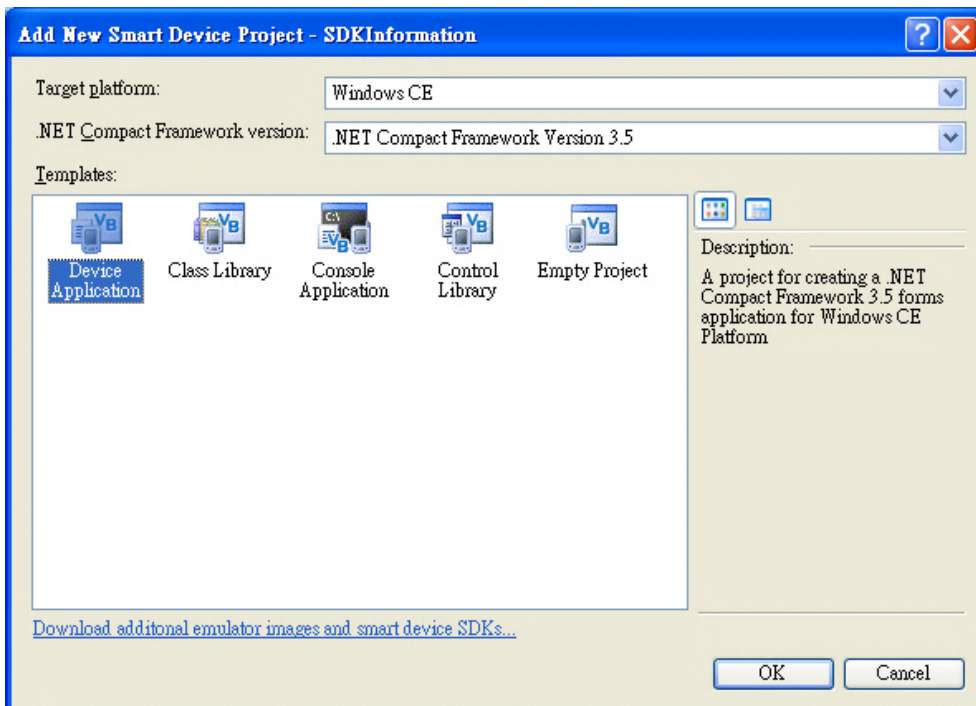 Add New Smart Device Project - SDKInformation
Target platform:
Windows CE
.NET Compact Framework version:
.NET Compact Framework Version 3.5
Templates:
Device
Application
Class Library
Console
Application
Control
Library
Empty Project
Description:
A project for creating a .NET
Compact Framework 3.5 forms
application for Windows CE
Platform
Download additonal emulator images and smart device SDKs...
OK
Cancel